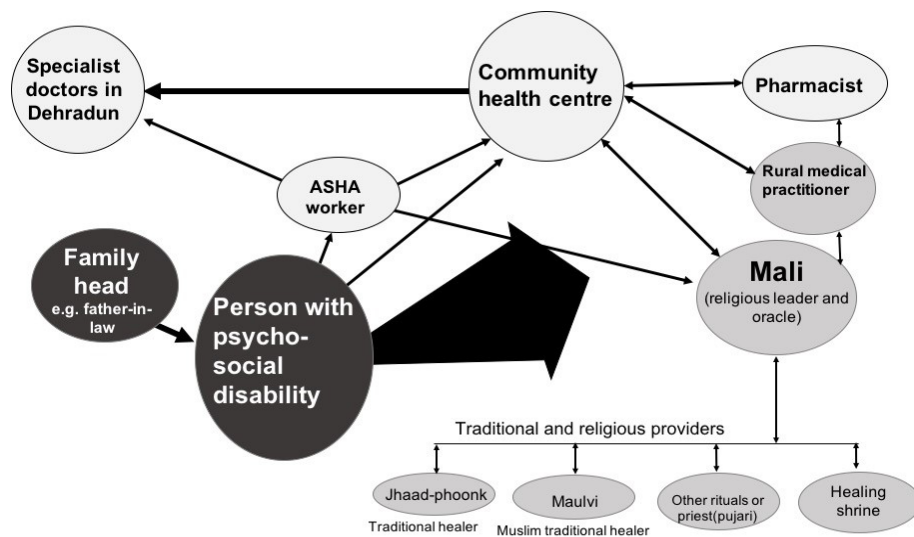 Specialist
doctors in
Dehradun
Community
health centre
Pharmacist
ASHA
worker
Rural medical
practitioner
Family
head
e.g. father-in-
law
Person with
psycho-
social
disability
Mali
(religious leader and
oracle)
Traditional and religious providers
Jhaad-phoonk
Traditional healer
Maulvi
Muslim traditional healer
Other rituals or
priest(pujari)
Healing
shrine